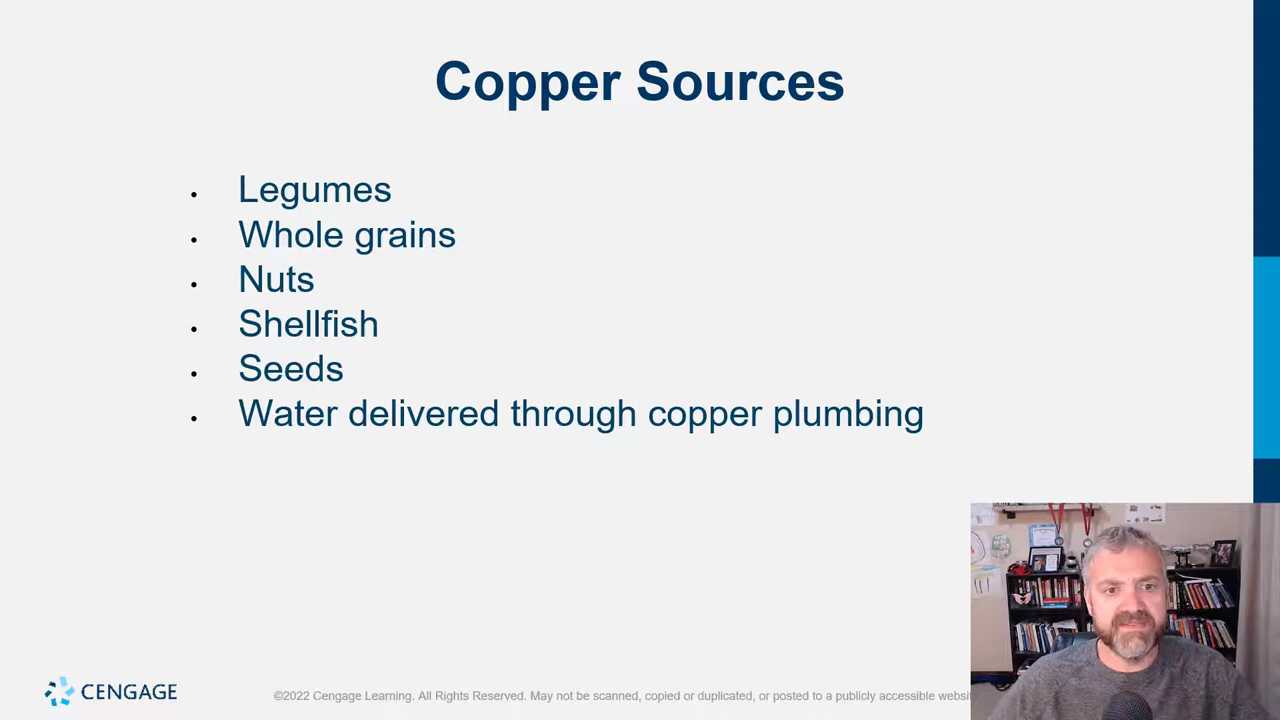 Copper Sources
• Legumes
• Whole grains
• Nuts
• Shellfish
• Seeds
• Water delivered through copper plumbing
CENGAGE
©2022 Cengage Learning. All Rights Reserved. May not be scanned, copied or duplicated, or posted to a publicly accessible